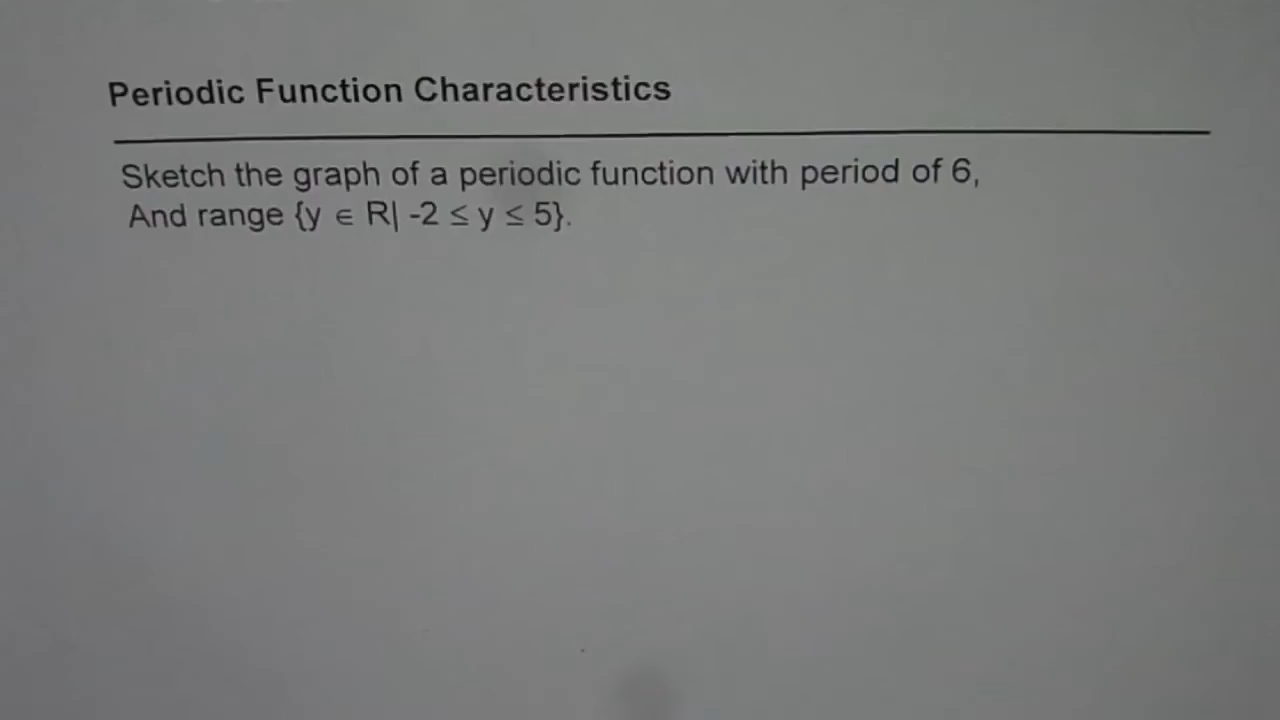 Periodic Function Characteristics
Sketch the graph of a periodic function with period of 6,
And range {y ∈ R| -2 ≤ y ≤ 5}.